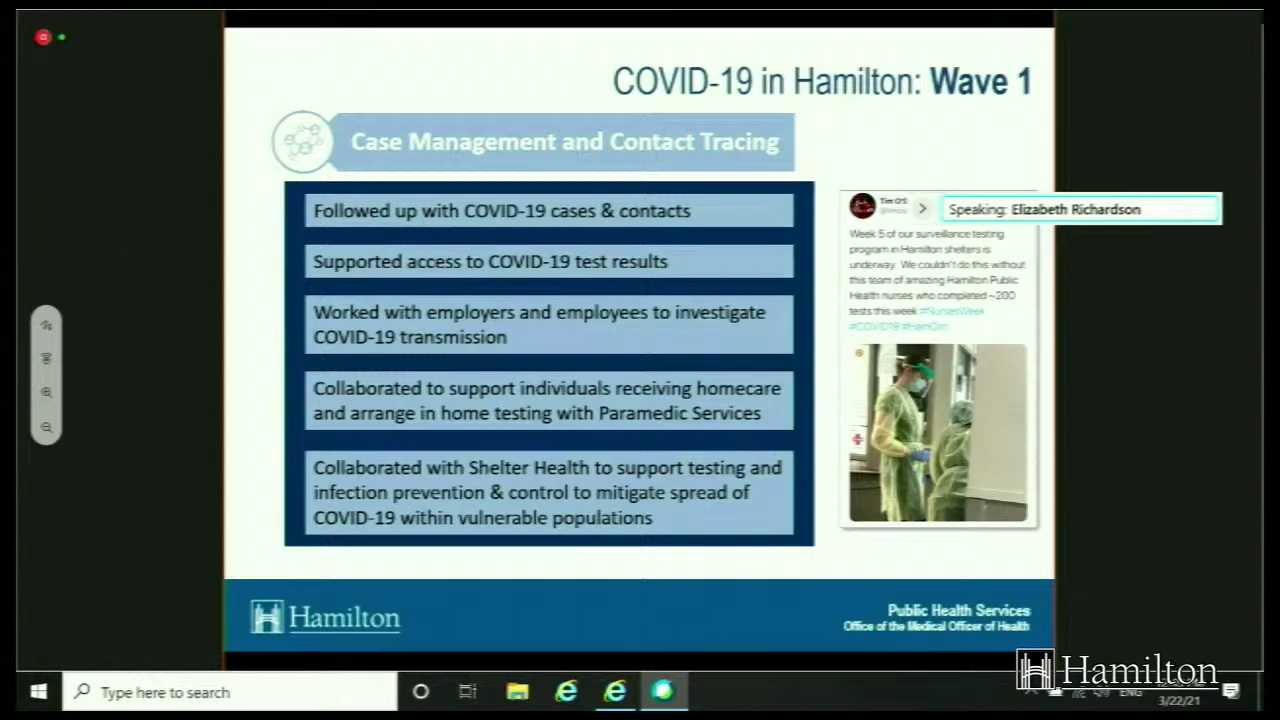 COVID-19 in Hamilton: Wave 1
Case Management and Contact Tracing
Followed up with COVID-19 cases & contacts
Supported access to COVID-19 test results
Worked with employers and employees to investigate
COVID-19 transmission
Collaborated to support individuals receiving homecare
and arrange in home testing with Paramedic Services
Collaborated with Shelter Health to support testing and
infection prevention & control to mitigate spread of
COVID-19 within vulnerable populations
Tim O'S
Speaking: Elizabeth Richardson
Week 5 of our surveillance testing
program in Hamilton shelters is
underway. We couldn't do this without
this team of amazing Hamilton Public
Health nurses who completed ~200
tests this week #NursesWeek
#COVID19 #HamOnt
Hamilton
Public Health Services
Office of the Medical Officer of Health
Hamilton
Type here to search
ENG
3/22/21